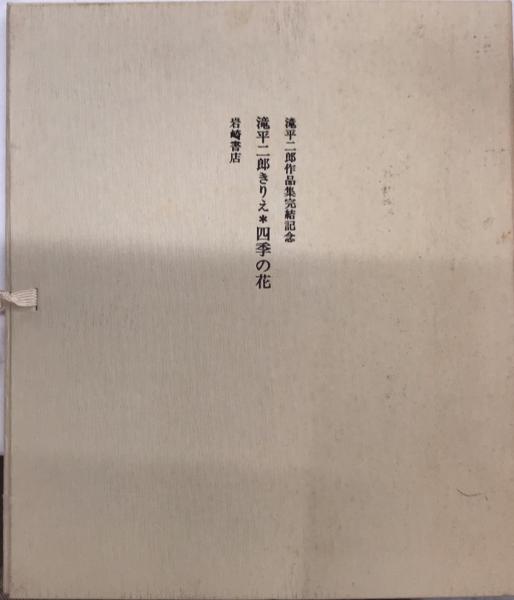 滝平二郎作品集完結記念
滝平二郎きりえ＊四季の花
岩崎書店